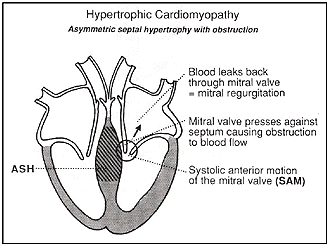 Hypertrophic Cardiomyopathy
Asymmetric septal hypertrophy with obstruction
Blood leaks back
through mitral valve
= mitral regurgitation
Mitral valve presses against
septum causing obstruction
to blood flow
ASH
Systolic anterior motion
of the mitral valve (SAM)